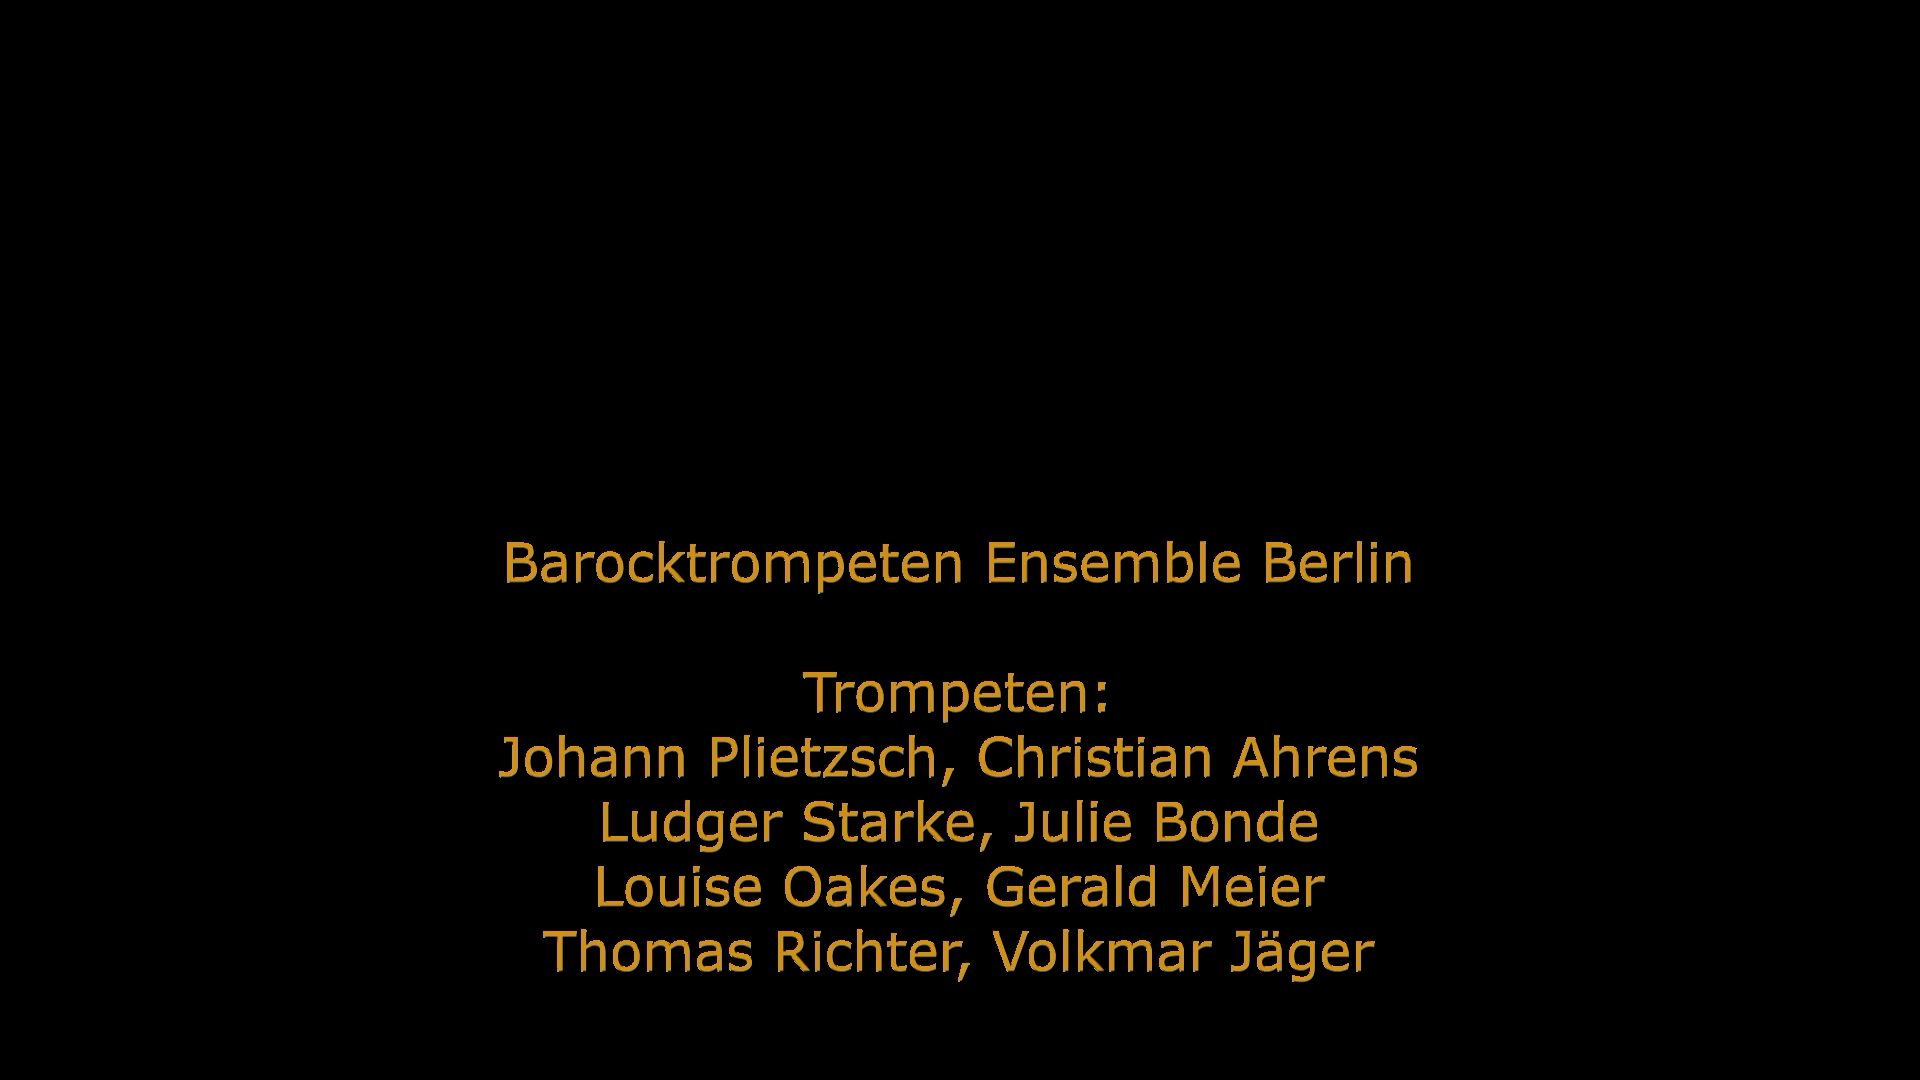 Barocktrompeten Ensemble Berlin
Trompeten:
Johann Plietzsch, Christian Ahrens
Ludger Starke, Julie Bonde
Louise Oakes, Gerald Meier
Thomas Richter, Volkmar Jäger